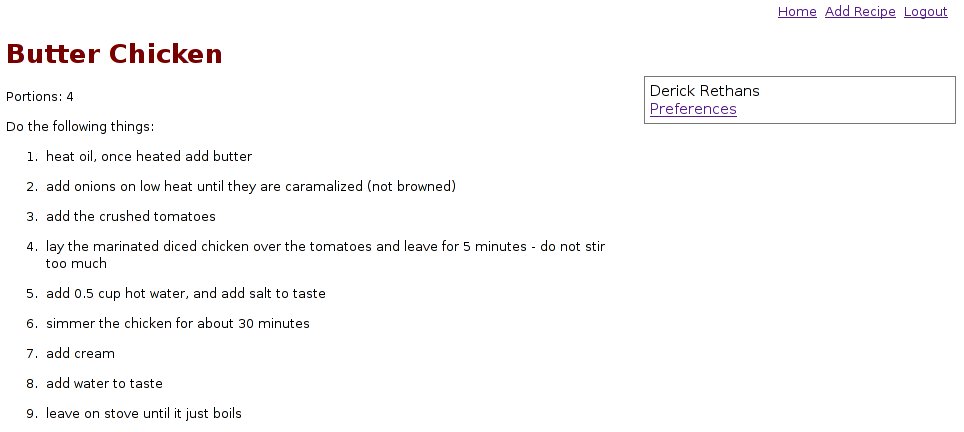 Home Add Recipe Logout
Butter Chicken
Derick Rethans
Preferences
Portions: 4
Do the following things:
1. heat oil, once heated add butter
2. add onions on low heat until they are caramalized (not browned)
3. add the crushed tomatoes
4. lay the marinated diced chicken over the tomatoes and leave for 5 minutes - do not stir
too much
5. add 0.5 cup hot water, and add salt to taste
6. simmer the chicken for about 30 minutes
7. add cream
8. add water to taste
9. leave on stove until it just boils